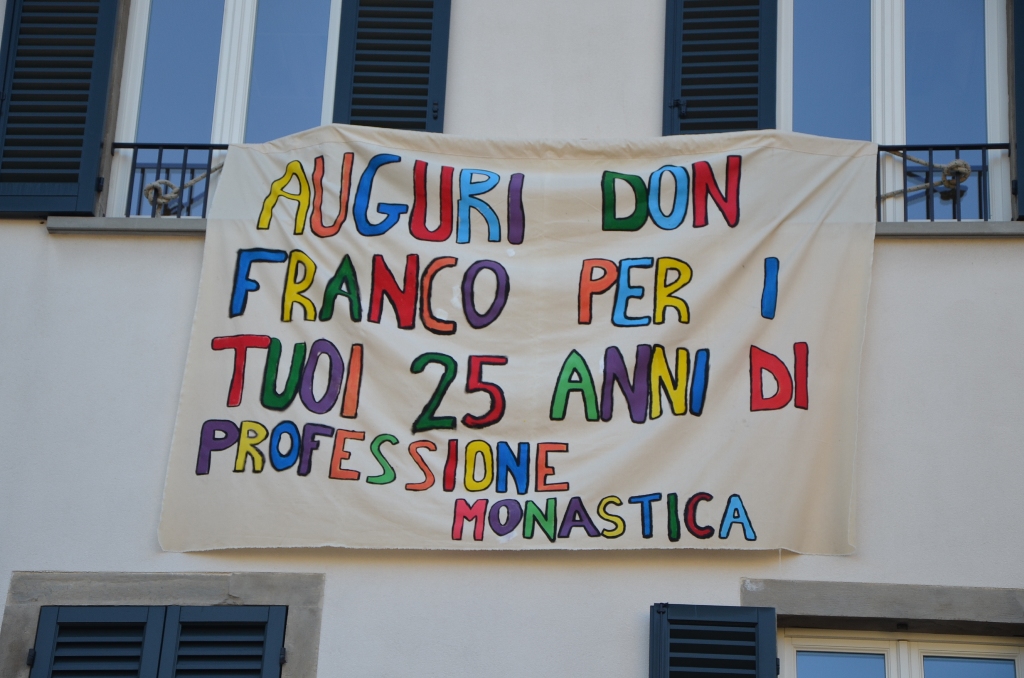 AUGURI DON
FRANCO PER I
TUOI 25 ANNI DI
PROFESSIONE
MONASTICA